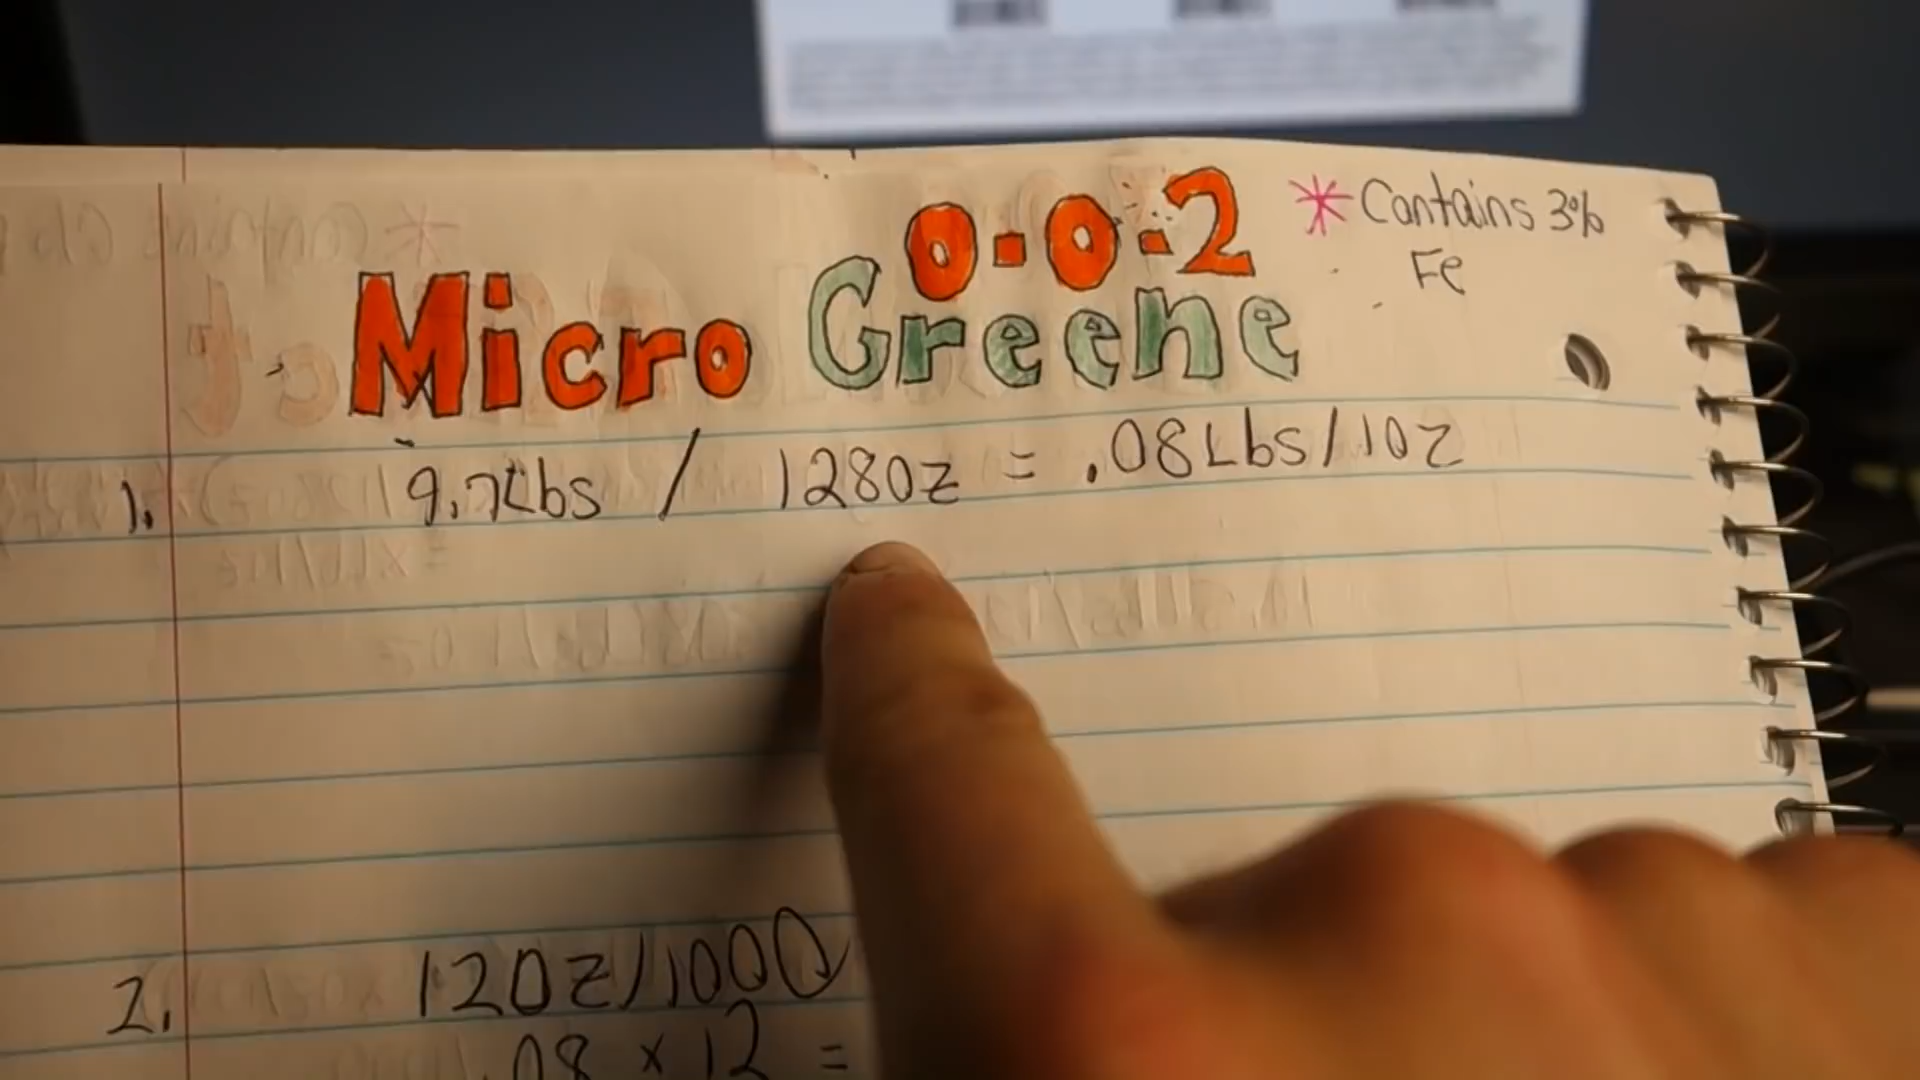 0-0-2
* Contains 3%
Fe
Micro Greene
1. 9.7Lbs / 128oz = .08Lbs/1oz
2. 12oz/1000
.08 x 12 =